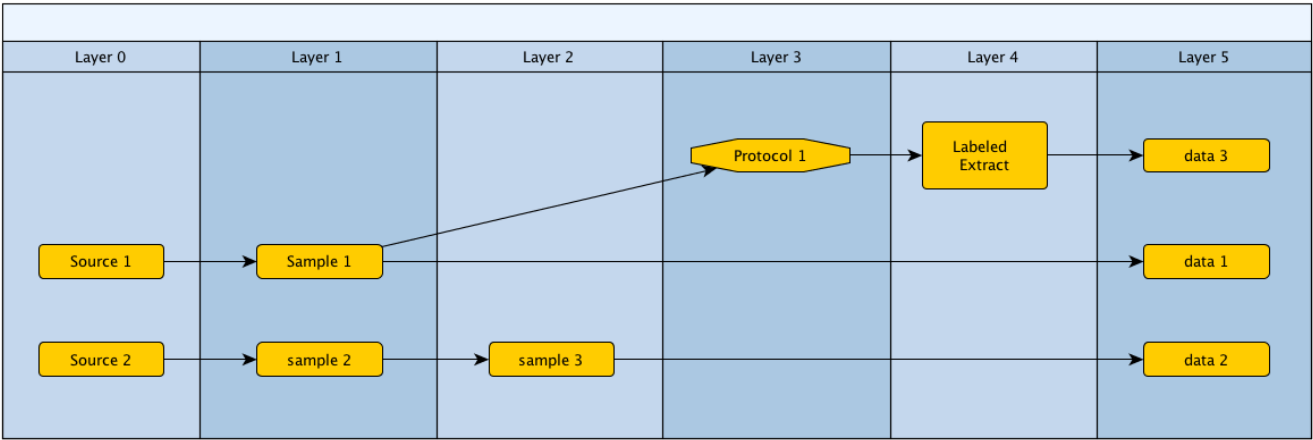 Layer 0
Layer 1
Layer 2
Layer 3
Layer 4
Layer 5
Protocol 1
Labeled
Extract
data 3
Source 1
Sample 1
data 1
Source 2
sample 2
sample 3
data 2